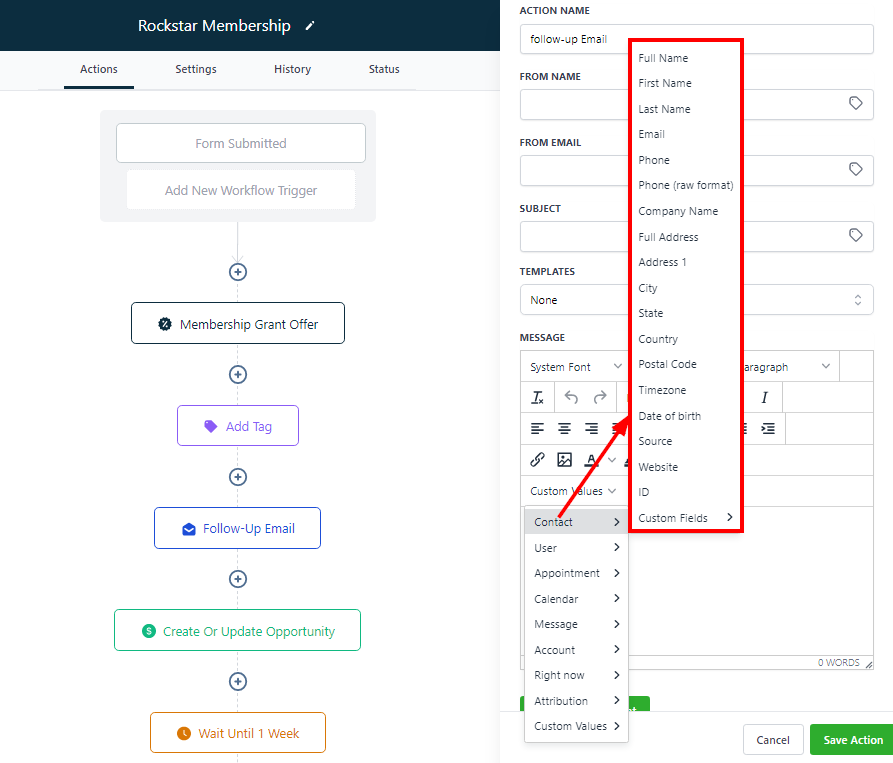 Rockstar Membership
Actions
Settings
History
Status
Form Submitted
Add New Workflow Trigger
Membership Grant Offer
Add Tag
Follow-Up Email
Create Or Update Opportunity
Wait Until 1 Week
ACTION NAME
follow-up Email
FROM NAME
FROM EMAIL
SUBJECT
TEMPLATES
None
MESSAGE
System Font
aragraph
Custom Values
Contact
User
Appointment
Calendar
Message
Account
Right now
Attribution
Custom Values
Full Name
First Name
Last Name
Email
Phone
Phone (raw format)
Company Name
Full Address
Address 1
City
State
Country
Postal Code
Timezone
Date of birth
Source
Website
ID
Custom Fields
0 WORDS
Cancel
Save Action